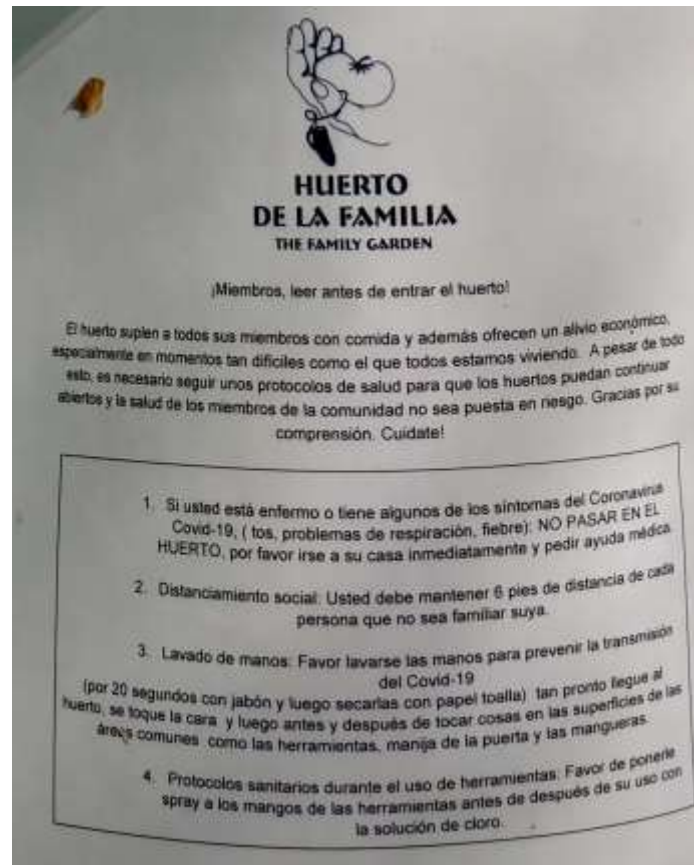 HUERTO
DE LA FAMILIA
THE FAMILY GARDEN
¡Miembros, leer antes de entrar el huerto!
El huerto suplen a todos sus miembros con comida y además ofrecen un alivio económico,
especialmente en momentos tan dificiles como el que todos estamos viviendo. A pesar de todo
esto, es necesario seguir unos protocolos de salud para que los huertos puedan continuar
abiertos y la salud de los miembros de la comunidad no sea puesta en riesgo. Gracias por su
comprensión. Cuidate!
1. Si usted está enfermo o tiene algunos de los síntomas del Coronavirus
Covid-19, ( tos, problemas de respiración, fiebre): NO PASAR EN EL
HUERTO, por favor irse a su casa inmediatamente y pedir ayuda médica.
2. Distanciamiento social: Usted debe mantener 6 pies de distancia de cada
persona que no sea familiar suya.
3. Lavado de manos: Favor lavarse las manos para prevenir la transmisión
del Covid-19
(por 20 segundos con jabón y luego secarlas con papel toalla) tan pronto llegue al
huerto, se toque la cara y luego antes y después de tocar cosas en las superficies de las
áreas comunes como las herramientas, manija de la puerta y las mangueras.
4. Protocolos sanitarios durante el uso de herramientas: Favor de ponerle
spray a los mangos de las herramientas antes de después de su uso con
la solución de cloro.